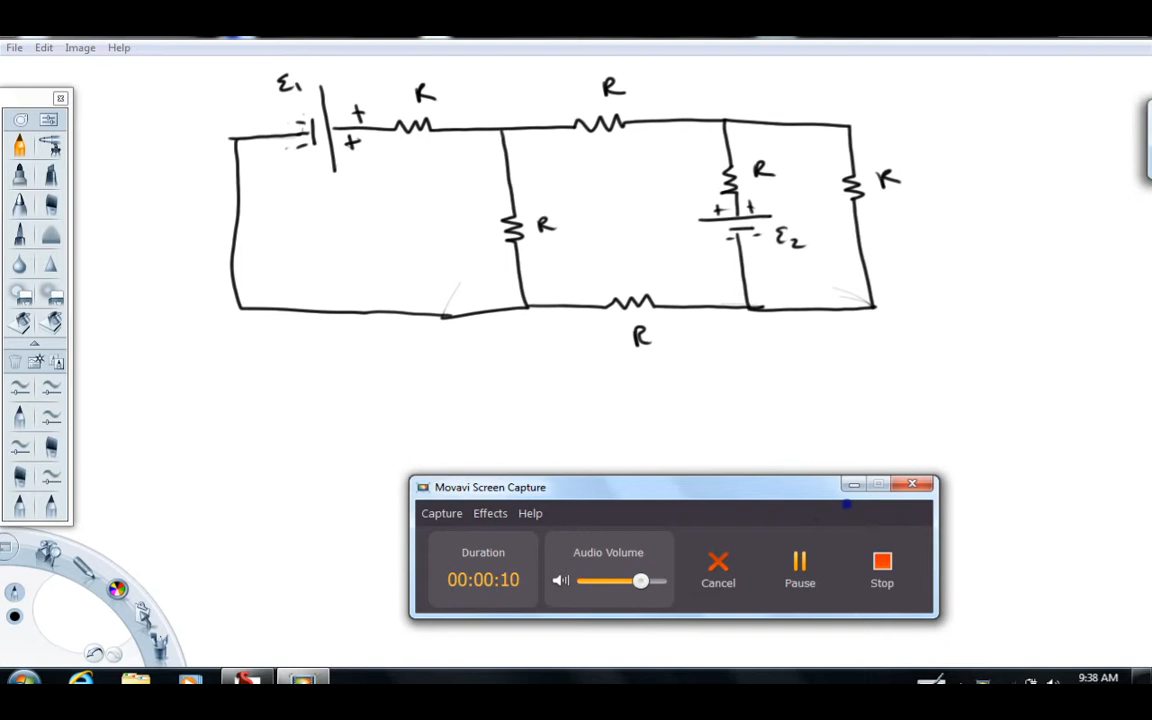 File Edit Image Help
ε₁
R
R
+
+
R
R
+ +
R
ε₂
R
Movavi Screen Capture
Capture Effects Help
Duration
Audio Volume
00:00:10
Cancel
Pause
Stop
9:38 AM